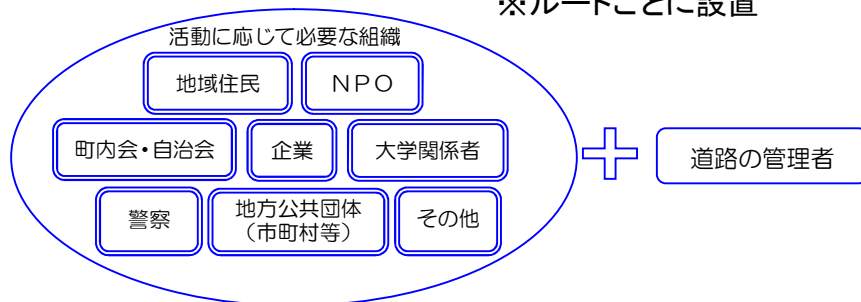 ※ルートごとに設置
活動に応じて必要な組織
地域住民
NPO
町内会・自治会
企業
大学関係者
道路の管理者
警察
地方公共団体
(市町村等)
その他